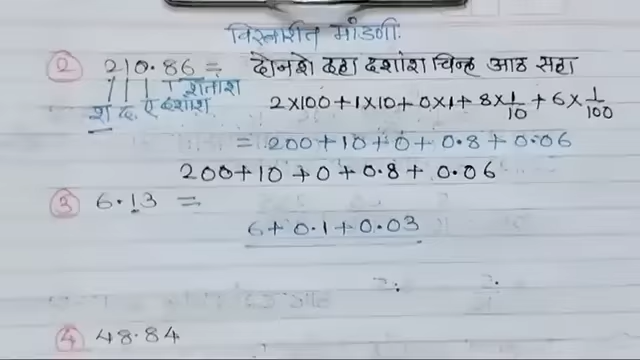 विस्तारीत मांडणी:
② 210.86 = दोनशे दहा दशांश चिन्ह आठ सहा
शतांश
श द ए दशांश
2×100+1×10+0×1+8×1/10+6×1/100
= 200+10+0+0.8+0.06
200+10+0+0.8+0.06
③ 6.13 =
6+0.1+0.03
④ 48.84